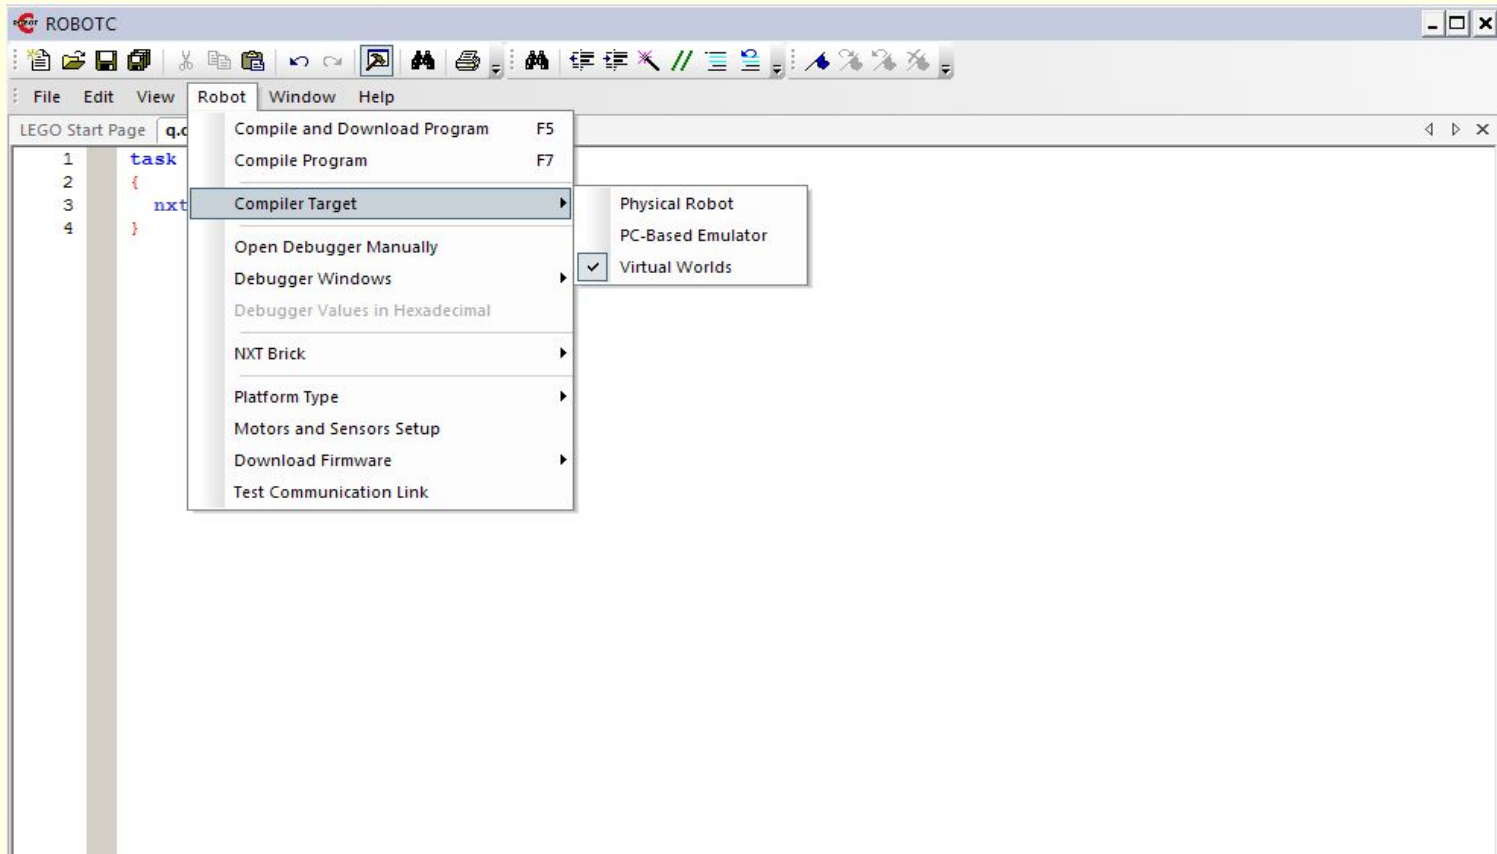 ROBOTC
File Edit View Robot Window Help
LEGO Start Page q.c
Compile and Download Program F5
Compile Program F7
Compiler Target
Physical Robot
PC-Based Emulator
Virtual Worlds
Open Debugger Manually
Debugger Windows
Debugger Values in Hexadecimal
NXT Brick
Platform Type
Motors and Sensors Setup
Download Firmware
Test Communication Link
1 task
2 {
3 nxt
4 }